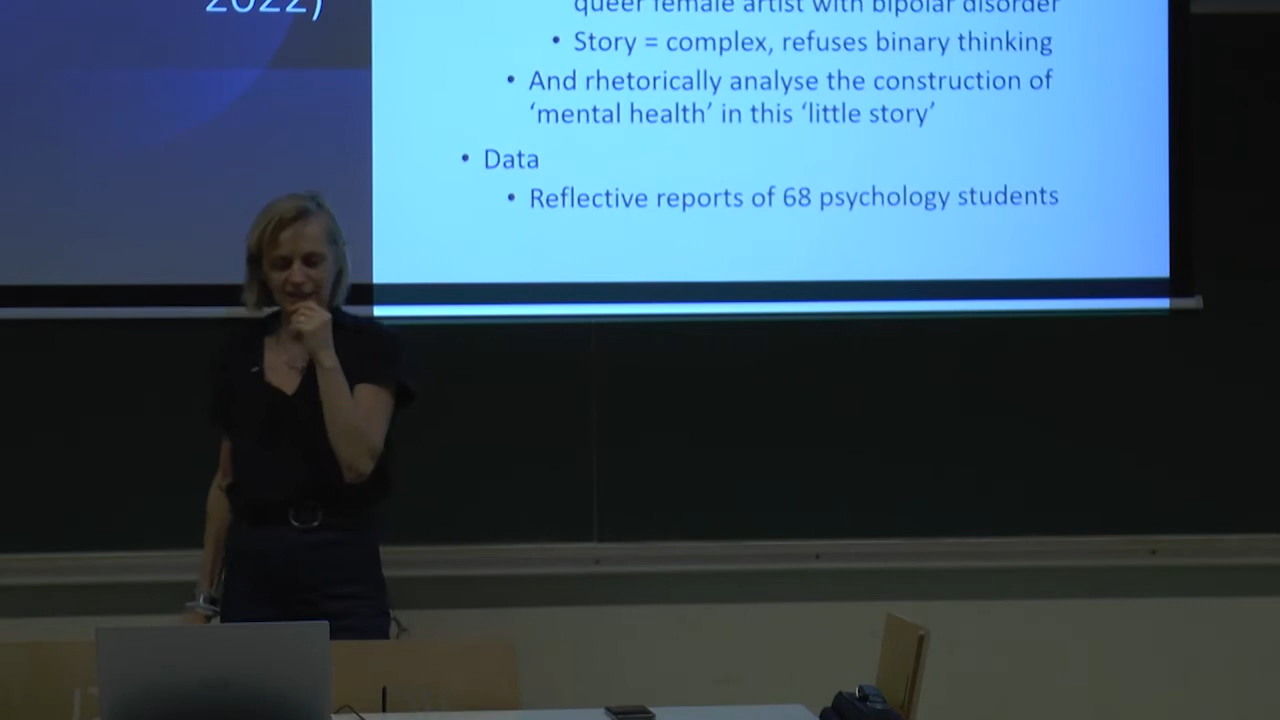 2022)
queer female artist with bipolar disorder
• Story = complex, refuses binary thinking
• And rhetorically analyse the construction of
‘mental health’ in this ‘little story’
• Data
• Reflective reports of 68 psychology students